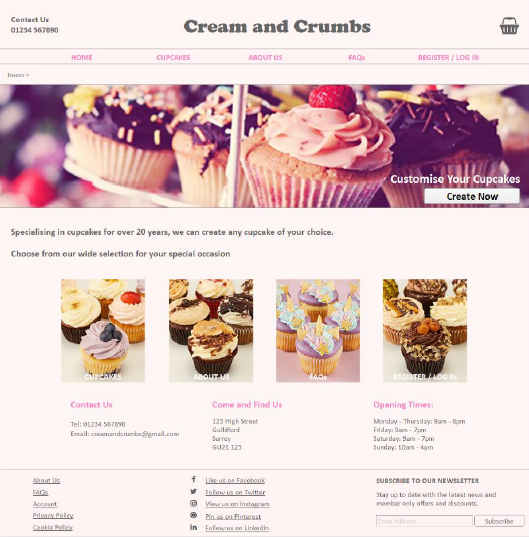 Contact Us
01234 567890
Cream and Crumbs
HOME
CUPCAKES
ABOUT US
FAQs
REGISTER / LOG IN
Home >
Customise Your Cupcakes
Create Now
Specialising in cupcakes for over 20 years, we can create any cupcake of your choice.
Choose from our wide selection for your special occasion
CUPCAKES
ABOUT US
FAQs
REGISTER / LOG IN
Contact Us
Tel: 01234 567890
Email: creamandcrumbs@gmail.com
Come and Find Us
123 High Street
Guildford
Surrey
GU21 123
Opening Times:
Monday - Thursday: 9am - 6pm
Friday: 9am - 7pm
Saturday: 9am - 7pm
Sunday: 10am - 4pm
About Us
FAQs
Account
Privacy Policy
Cookie Policy
Like us on Facebook
Follow us on Twitter
View us on Instagram
Pin us on Pinterest
Follow us on LinkedIn
SUBSCRIBE TO OUR NEWSLETTER
Stay up to date with the latest news and
member only offers and discounts.
Email Address
Subscribe